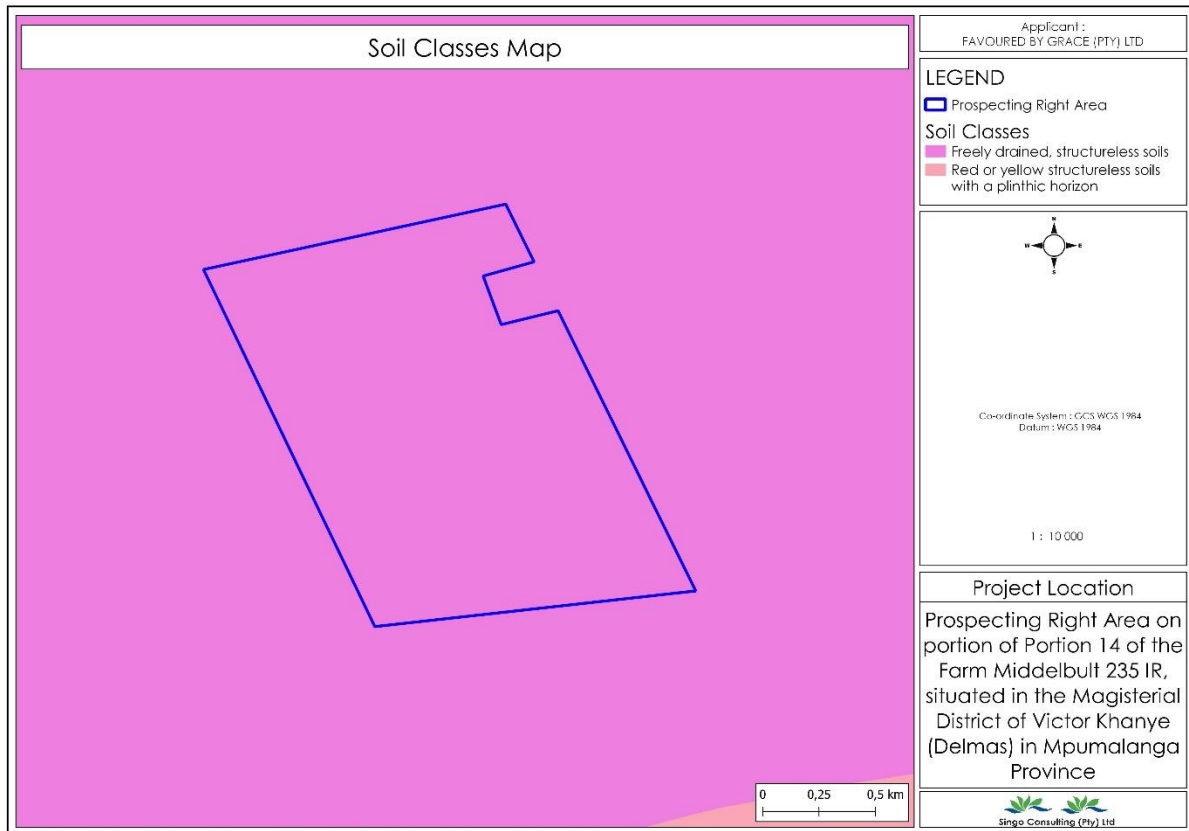 Soil Classes Map
Applicant :
FAVOURED BY GRACE (PTY) LTD
LEGEND
Prospecting Right Area
Soil Classes
Freely drained, structureless soils
Red or yellow structureless soils
with a plinthic horizon
N
W
E
S
Co-ordinate System : GCS WGS 1984
Datum : WGS 1984
1 : 10 000
Project Location
Prospecting Right Area on
portion of Portion 14 of the
Farm Middelbult 235 IR,
situated in the Magisterial
District of Victor Khanye
(Delmas) in Mpumalanga
Province
0 0,25 0,5 km
Singo Consulting (Pty) Ltd